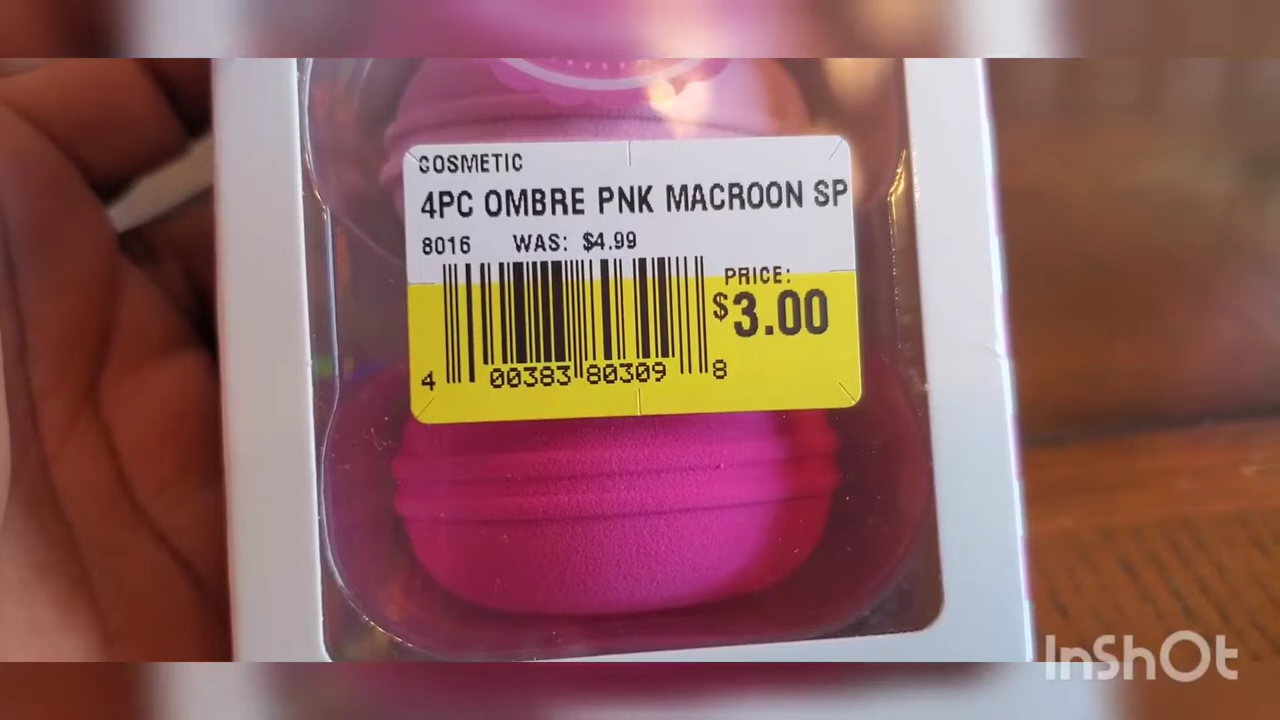 COSMETIC
4PC OMBRE PNK MACROON SP
8016 WAS: $4.99
PRICE:
$3.00
4 00383 80309 8
InShOt